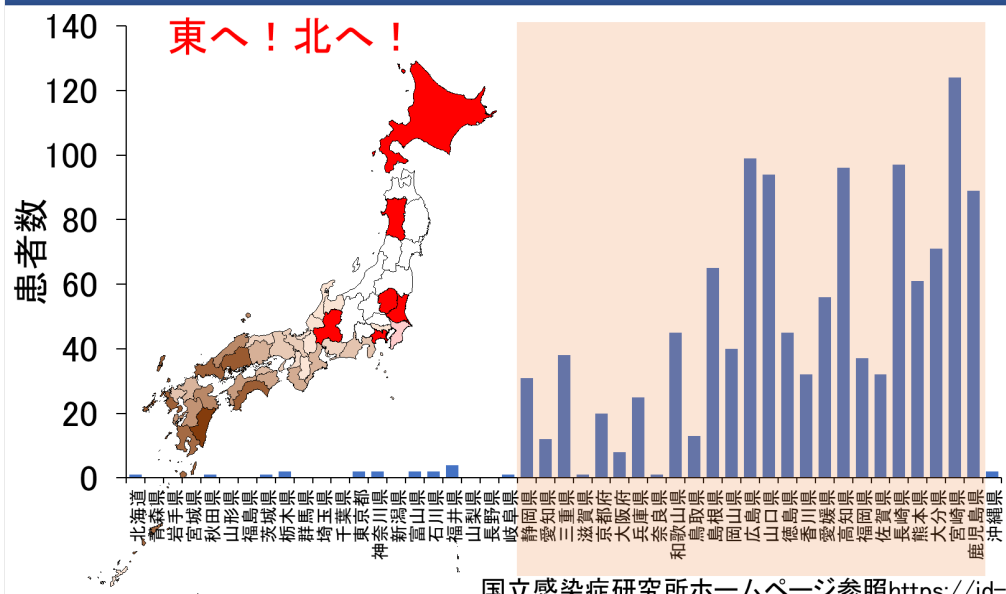 東へ！北へ！
患者数
140
120
100
80
60
40
20
0
北海道
青森県
岩手県
宮城県
秋田県
山形県
福島県
茨城県
栃木県
群馬県
埼玉県
千葉県
東京都
神奈川県
新潟県
富山県
石川県
福井県
山梨県
長野県
岐阜県
静岡県
愛知県
三重県
滋賀県
京都府
大阪府
兵庫県
奈良県
和歌山県
鳥取県
島根県
岡山県
広島県
山口県
徳島県
香川県
愛媛県
高知県
福岡県
佐賀県
長崎県
熊本県
大分県
宮崎県
鹿児島県
沖縄県
国立感染症研究所ホームページ参照https://id-